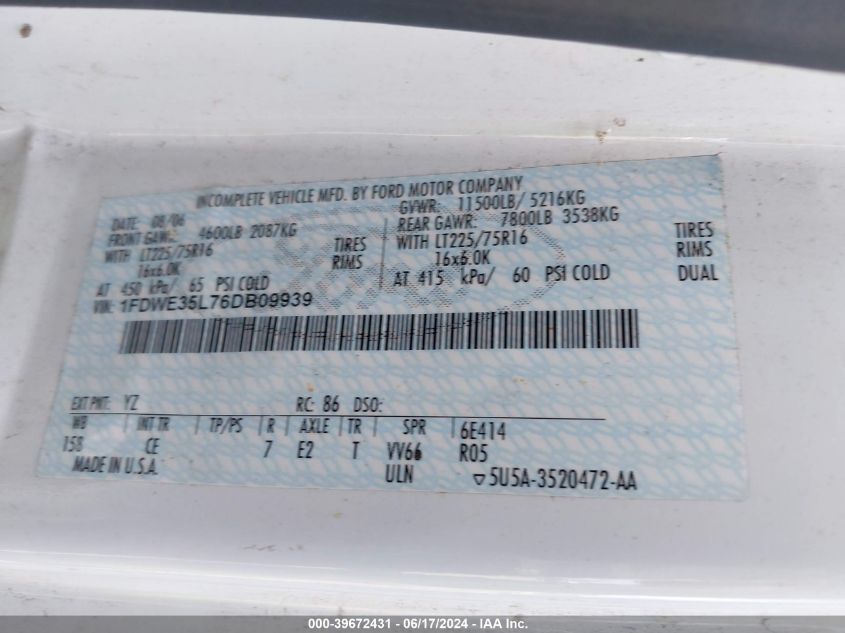 INCOMPLETE VEHICLE MFD. BY FORD MOTOR COMPANY
DATE: 08/06 GVWR: 11500LB/ 5216KG
FRONT GAWR: 4600LB 2087KG REAR GAWR: 7800LB 3538KG
WITH LT225/75R16 TIRES WITH LT225/75R16 TIRES
16x6.0K RIMS 16x6.0K RIMS
AT 450 kPa/ 65 PSI COLD AT 415 kPa/ 60 PSI COLD DUAL
VIN: 1FDWE35L76DB09939
EXT PNT: YZ RC: 86 DSO:
WB INT TR TP/PS R AXLE TR SPR 6E414
158 CE 7 E2 T VV66 R05
MADE IN U.S.A. ULN ▽5U5A-3520472-AA
000-39672431 - 06/17/2024 - IAA Inc.